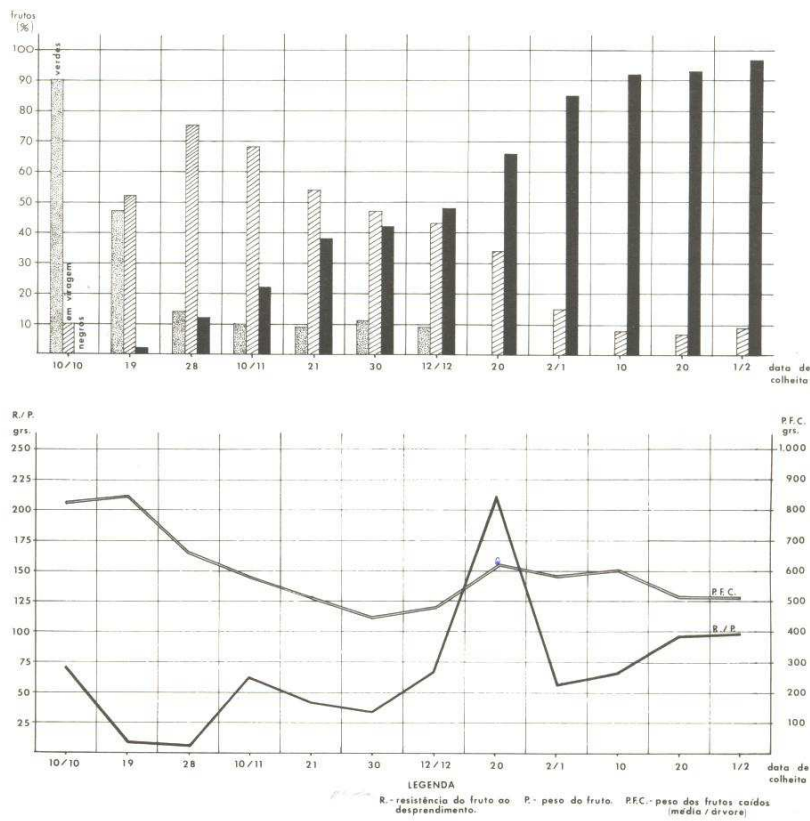 frutos
(%)
100
90
80
70
60
50
40
30
20
10
verdes
em viragem
negros
10/10 19 28 10/11 21 30 12/12 20 2/1 10 20 1/2 data de
colheita
R./P. P.F.C.
grs. grs.
250 1.000
225 900
200 800
175 700
150 600
125 500
100 400
75 300
50 200
25 100
P.F.C.
R./P.
10/10 19 28 10/11 21 30 12/12 20 2/1 10 20 1/2 data de
colheita
LEGENDA
R.- resistência do fruto ao P.- peso do fruto. P.F.C.- peso dos frutos caídos
desprendimento. (média / árvore)